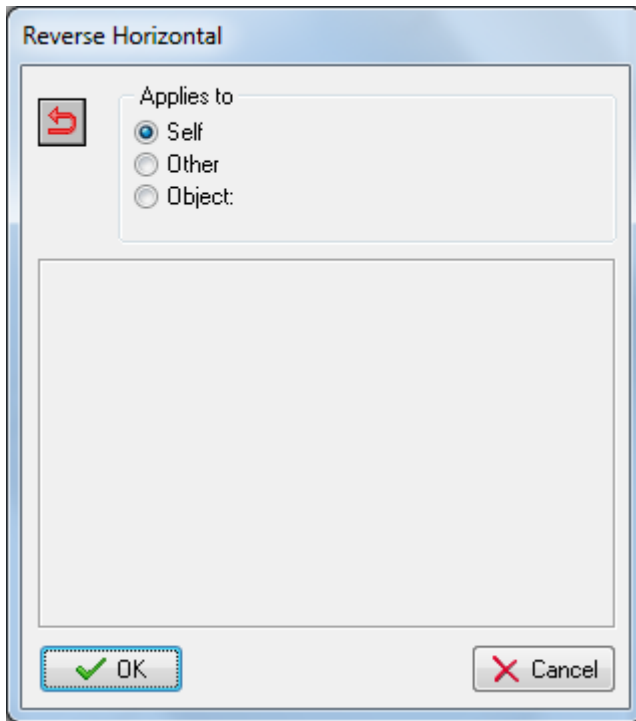 Reverse Horizontal
Applies to
Self
Other
Object:
OK
Cancel